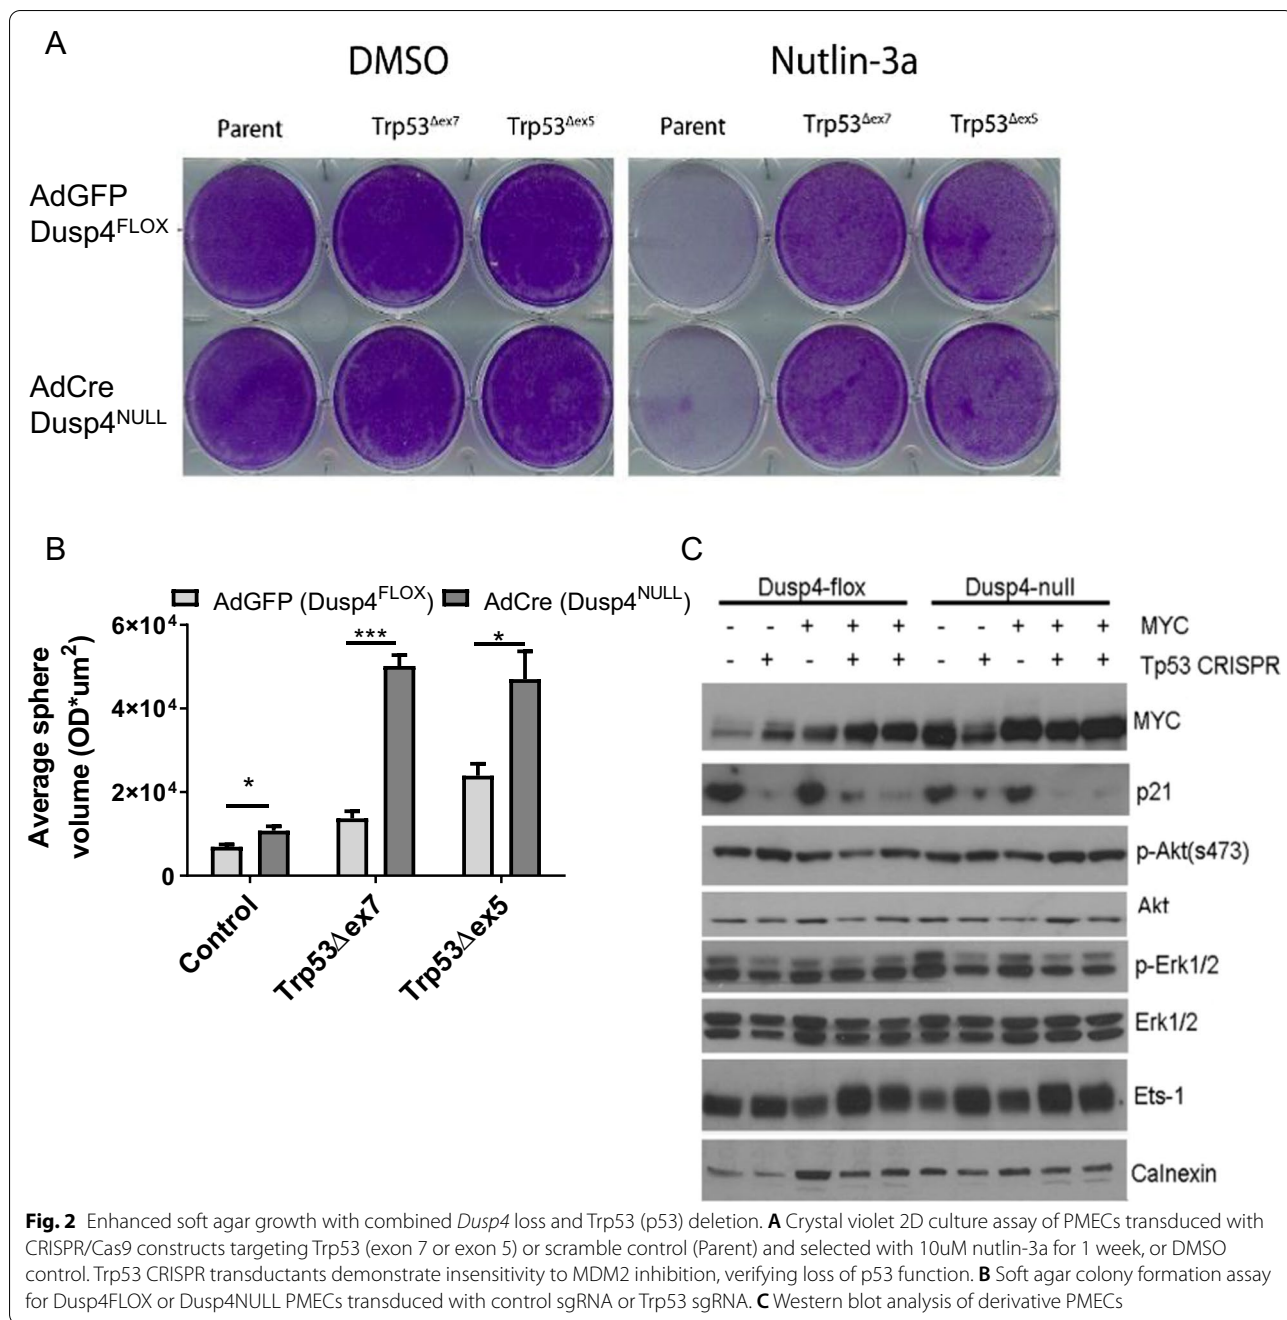 A
DMSO
Nutlin-3a
Parent
Trp53Δex7
Trp53Δex5
Parent
Trp53Δex7
Trp53Δex5
AdGFP
Dusp4FLOX
AdCre
Dusp4NULL
B
AdGFP (Dusp4FLOX)
AdCre (Dusp4NULL)
Average sphere
volume (OD*um2)
6×104
4×104
2×104
0
*
***
*
Control
Trp53Δex7
Trp53Δex5
C
Dusp4-flox
Dusp4-null
- - + + + - - + + + MYC
- + - + + - + - + + Tp53 CRISPR
MYC
p21
p-Akt(s473)
Akt
p-Erk1/2
Erk1/2
Ets-1
Calnexin
Fig. 2 Enhanced soft agar growth with combined Dusp4 loss and Trp53 (p53) deletion. A Crystal violet 2D culture assay of PMECs transduced with
CRISPR/Cas9 constructs targeting Trp53 (exon 7 or exon 5) or scramble control (Parent) and selected with 10uM nutlin-3a for 1 week, or DMSO
control. Trp53 CRISPR transductants demonstrate insensitivity to MDM2 inhibition, verifying loss of p53 function. B Soft agar colony formation assay
for Dusp4FLOX or Dusp4NULL PMECs transduced with control sgRNA or Trp53 sgRNA. C Western blot analysis of derivative PMECs